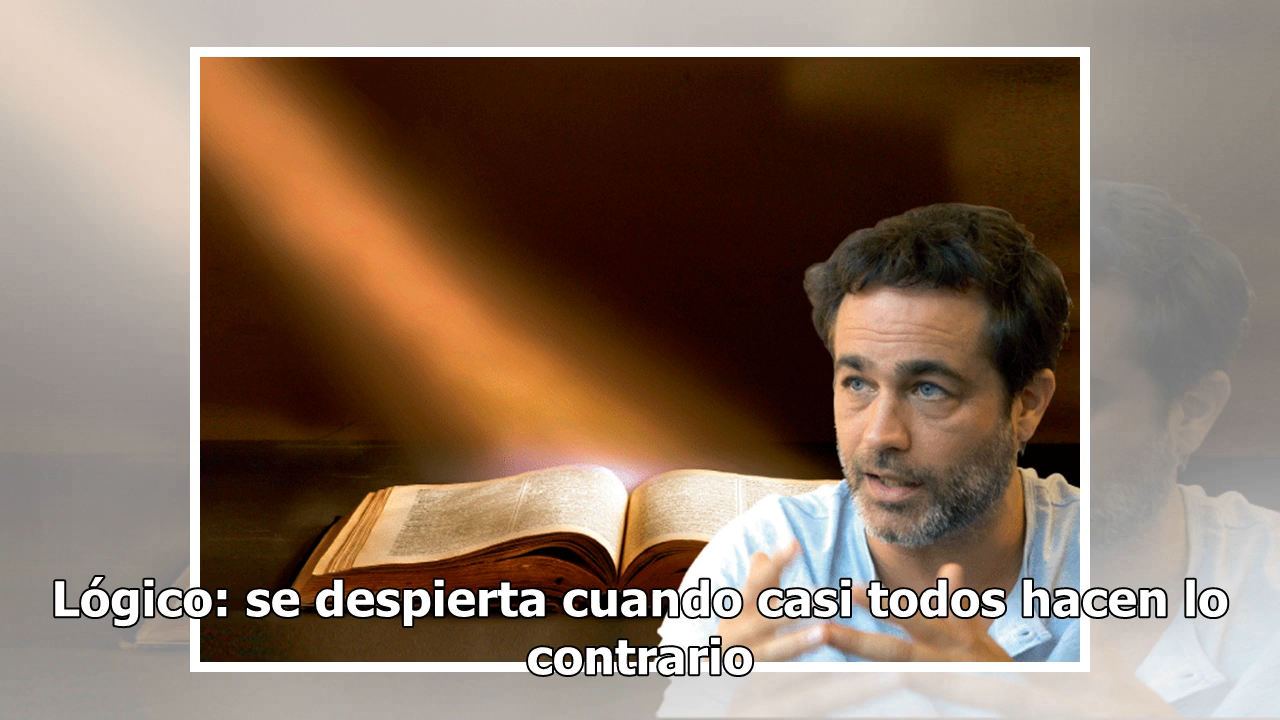 Lógico: se despierta cuando casi todos hacen lo
contrario